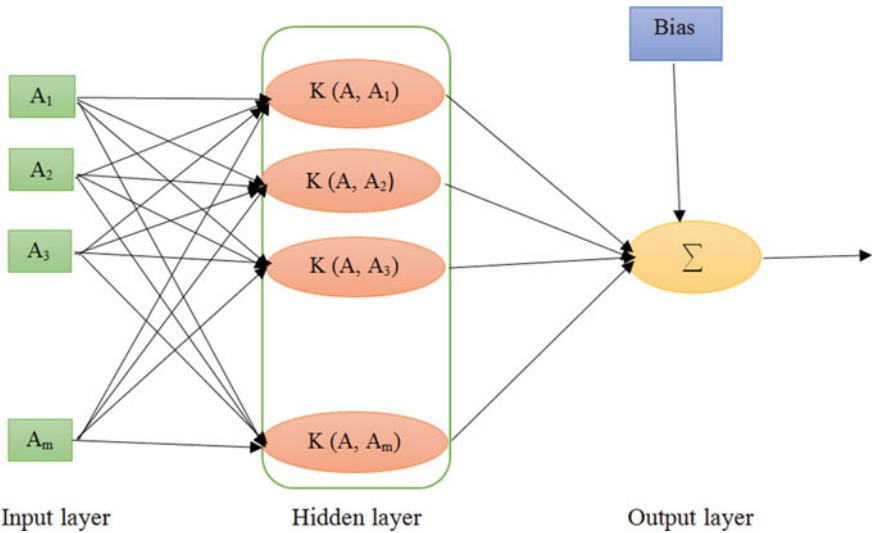 Bias
A₁
K (A, A₁)
A₂
K (A, A₂)
A₃
K (A, A₃)
Σ
Aₘ
K (A, Aₘ)
Input layer
Hidden layer
Output layer